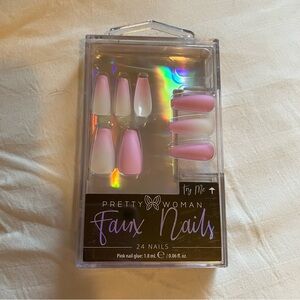 Try Me ↑
PRETTY WOMAN
Faux Nails
24 NAILS
Pink nail glue: 1.8 mL ℮ / 0.06 fl. oz.